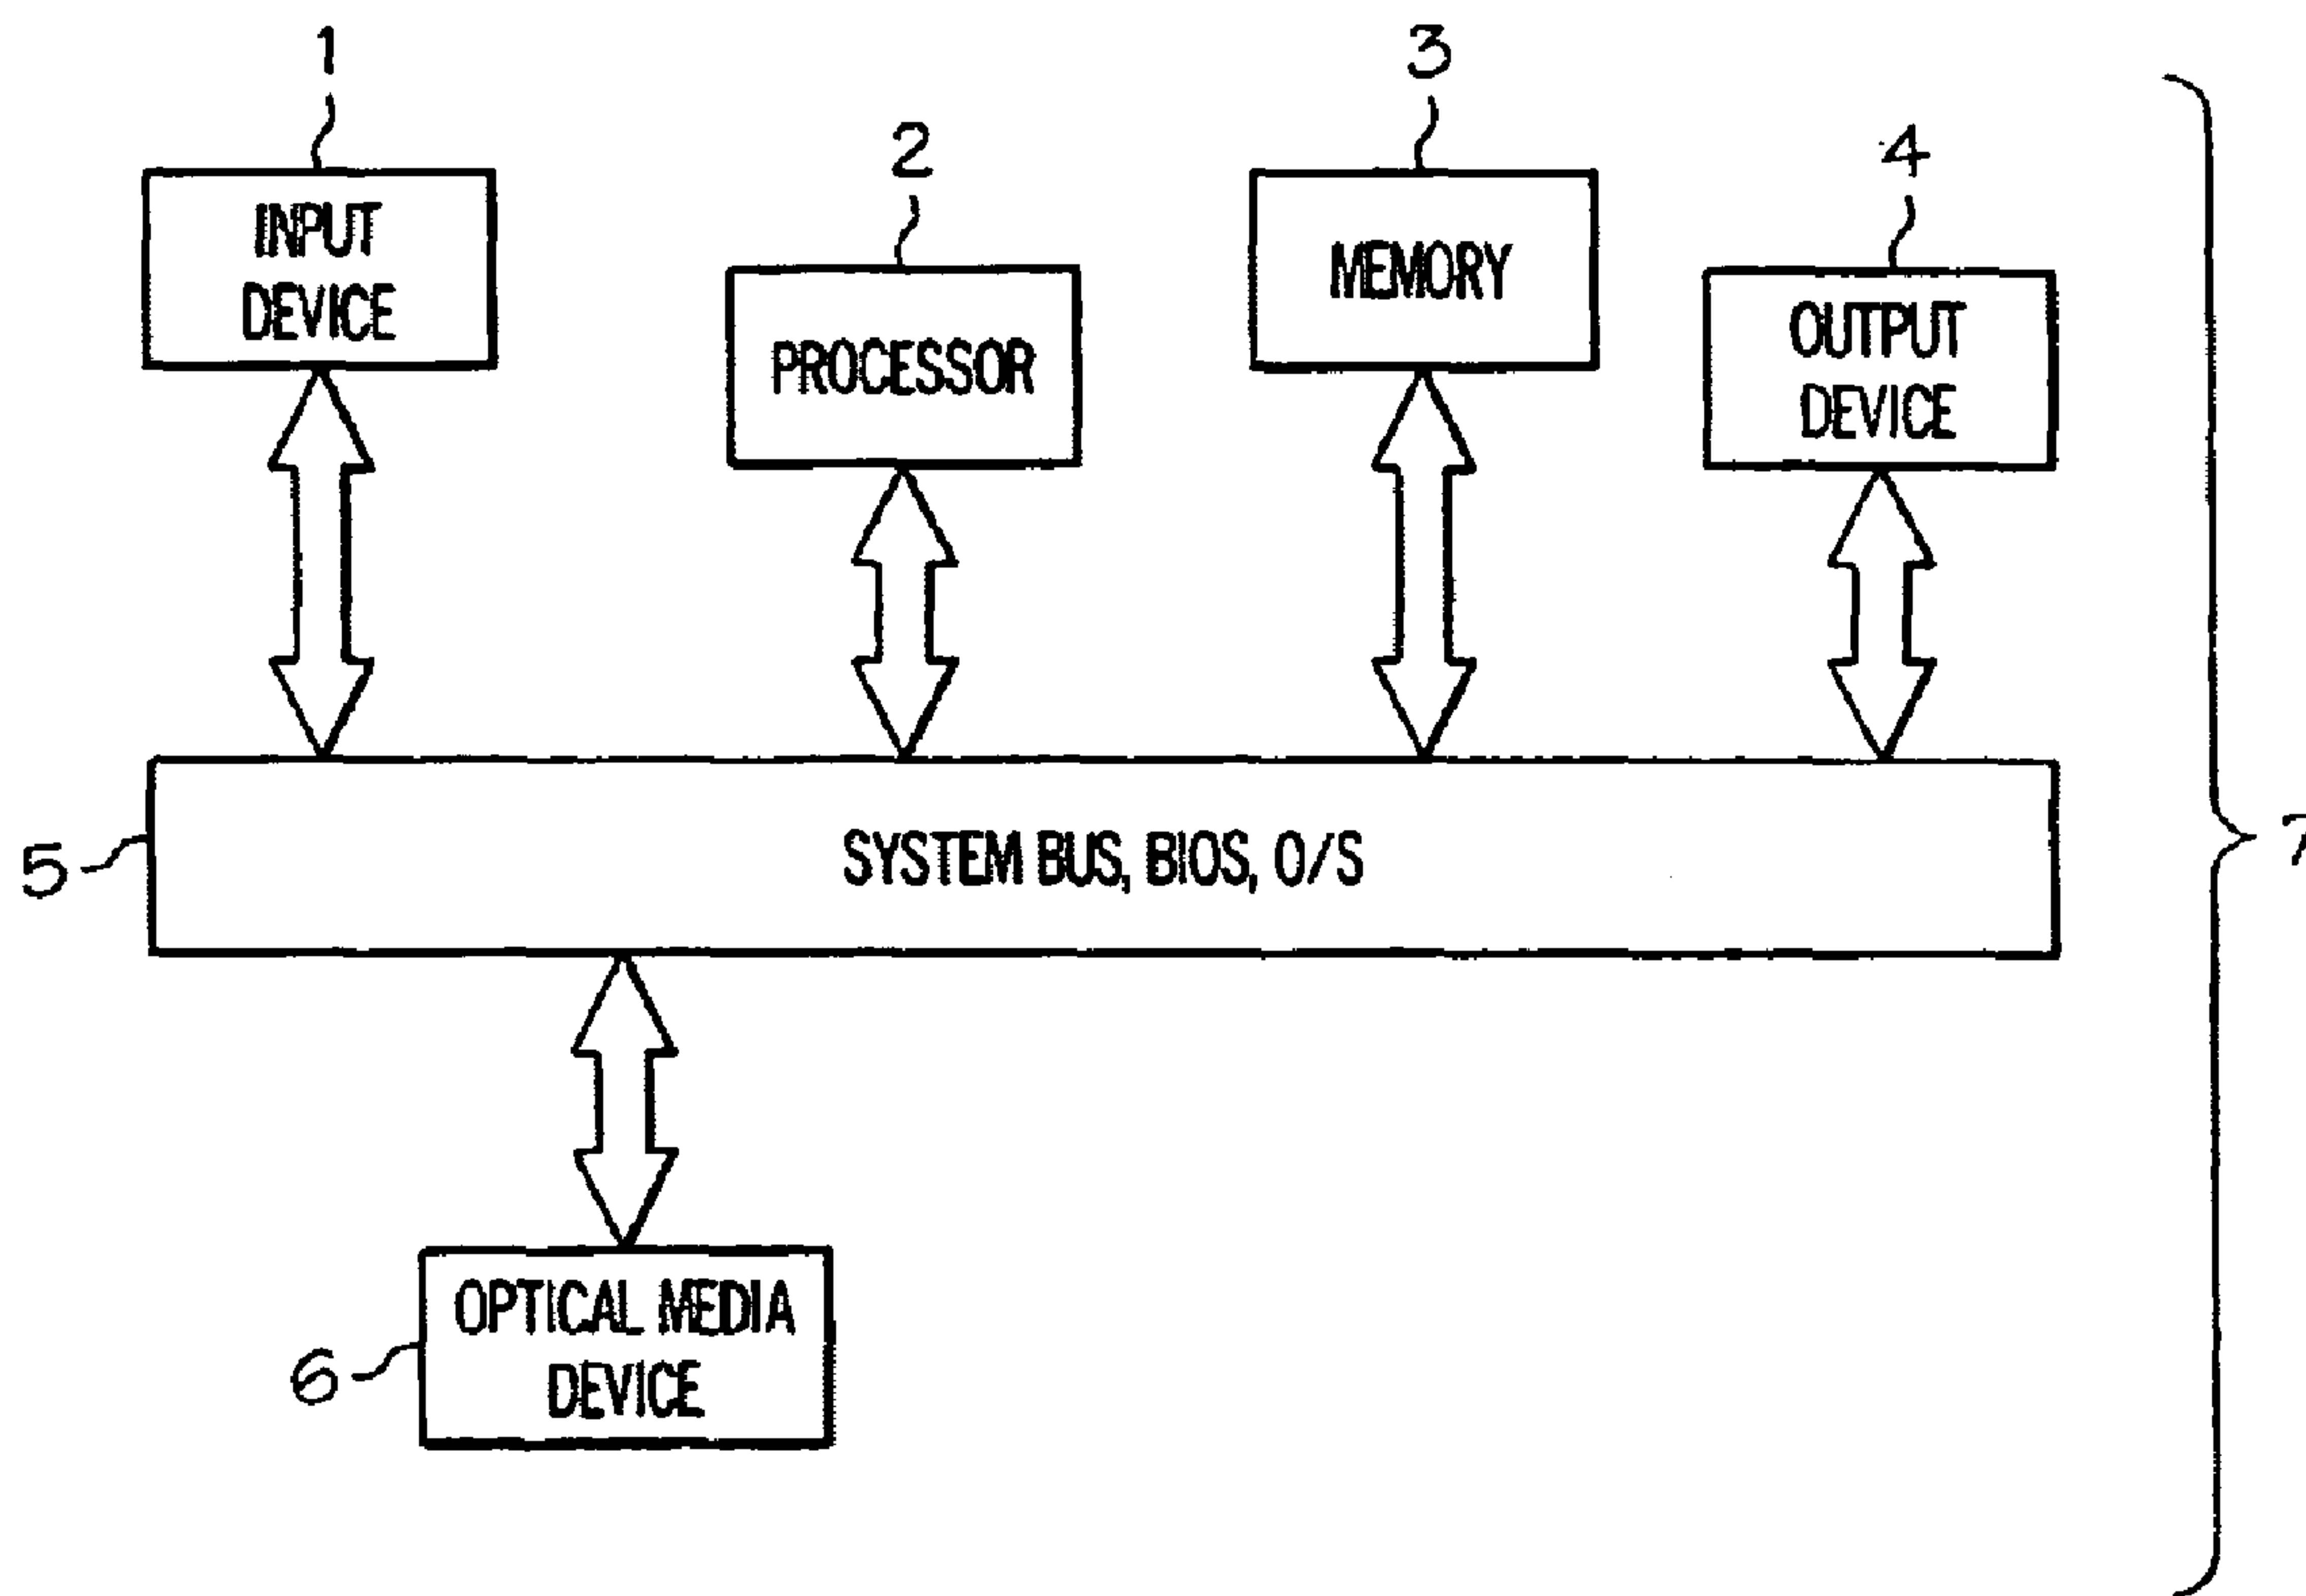 1
3
2
4
INPUT
DEVICE
MEMORY
PROCESSOR
OUTPUT
DEVICE
SYSTEM BUS, BIOS, O/S
5
7
OPTICAL MEDIA
DEVICE
6